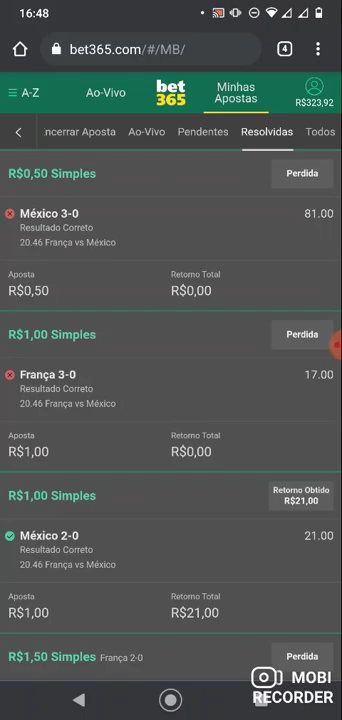 16:48
bet365.com/#/MB/
4
A-Z
Ao-Vivo
bet
365
Minhas
Apostas
R$323,92
ncerrar Aposta
Ao-Vivo
Pendentes
Resolvidas
Todos
R$0,50 Simples
Perdida
México 3-0
81.00
Resultado Correto
20.46 França vs México
Aposta
Retorno Total
R$0,50
R$0,00
R$1,00 Simples
Perdida
França 3-0
17.00
Resultado Correto
20.46 França vs México
Aposta
Retorno Total
R$1,00
R$0,00
R$1,00 Simples
Retorno Obtido
R$21,00
México 2-0
21.00
Resultado Correto
20.46 França vs México
Aposta
Retorno Total
R$1,00
R$21,00
R$1,50 Simples França 2-0
Perdida
MOBI
RECORDER